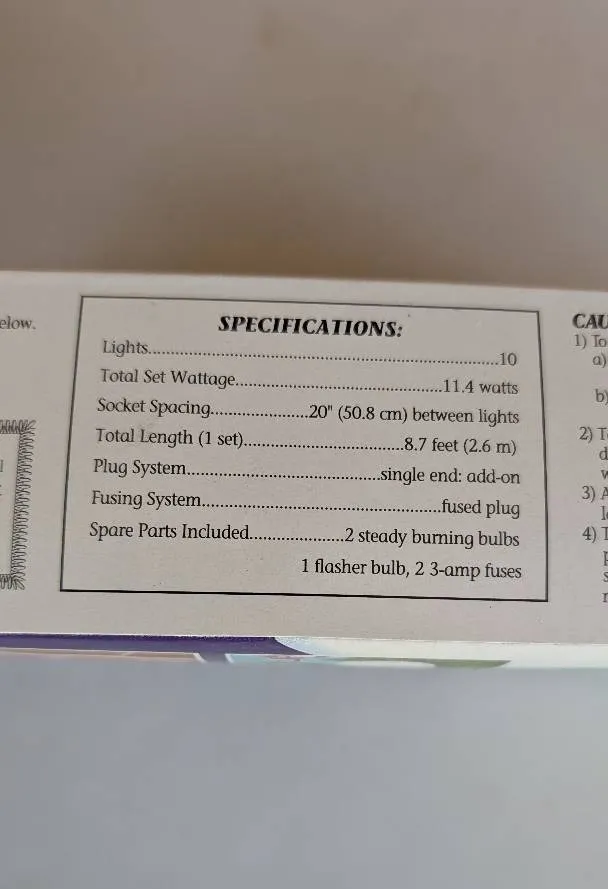 elow.
SPECIFICATIONS:
Lights..........................................................................10
Total Set Wattage............................................11.4 watts
Socket Spacing....................20" (50.8 cm) between lights
Total Length (1 set).................................8.7 feet (2.6 m)
Plug System........................................single end: add-on
Fusing System..................................................fused plug
Spare Parts Included...................2 steady burning bulbs
1 flasher bulb, 2 3-amp fuses
CAU
1) To
a)
b)
2) T
d
3) A
4) T